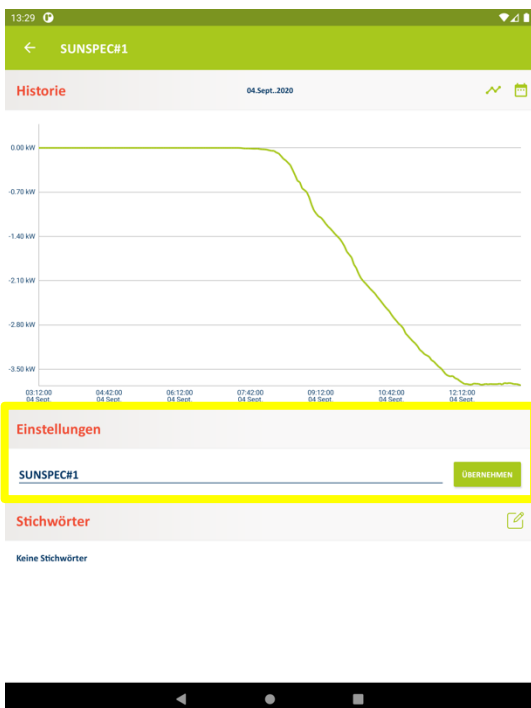 13:29
SUNSPEC#1
Historie
04.Sept..2020
0.00 kW
-0.70 kW
-1.40 kW
-2.10 kW
-2.80 kW
-3.50 kW
03:12:00 04:42:00 06:12:00 07:42:00 09:12:00 10:42:00 12:12:00
04 Sept. 04 Sept. 04 Sept. 04 Sept. 04 Sept. 04 Sept. 04 Sept.
Einstellungen
SUNSPEC#1 ÜBERNEHMEN
Stichwörter
Keine Stichwörter